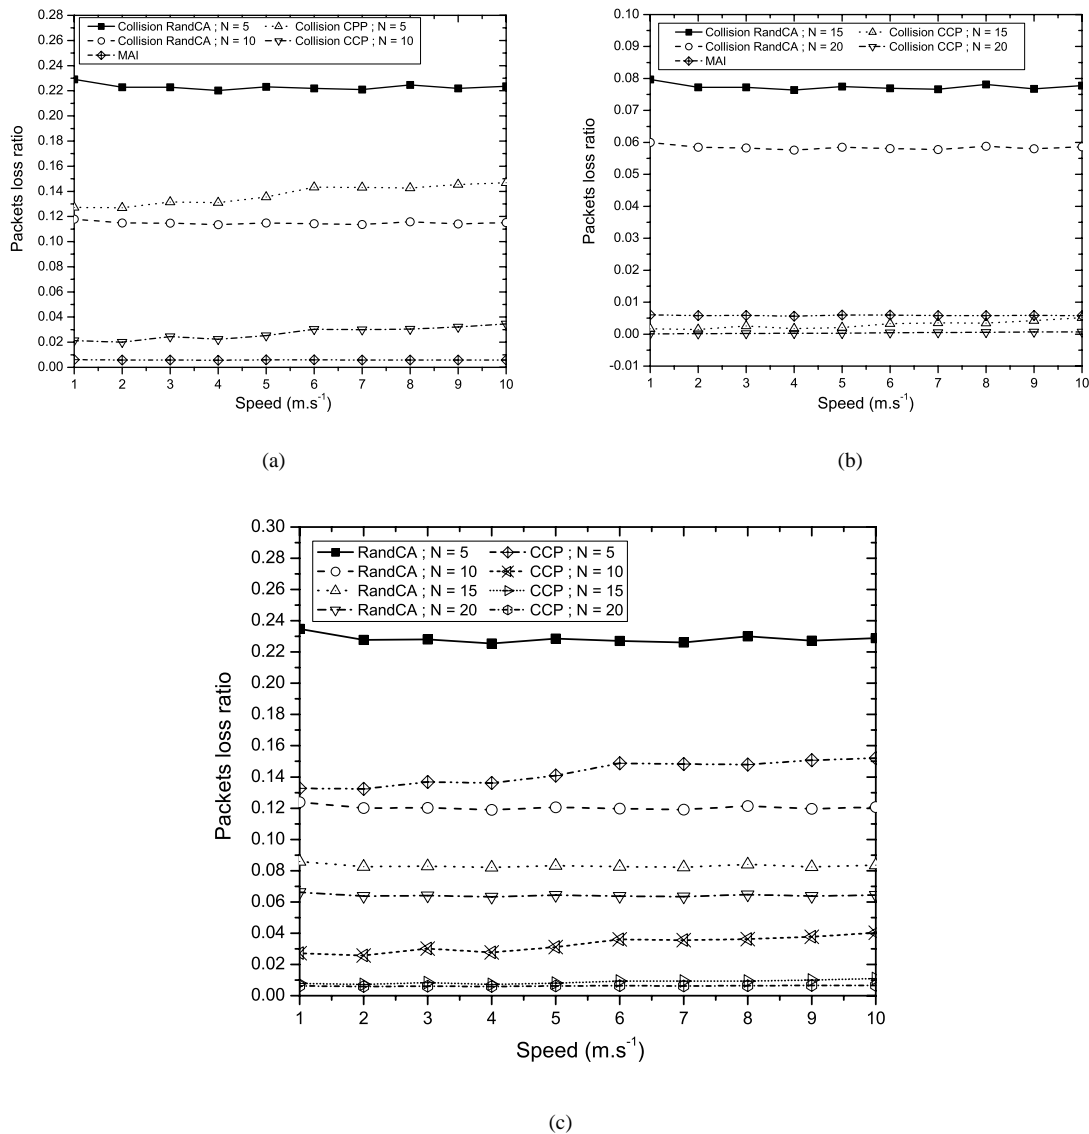 0.28
0.26
0.24
0.22
0.20
0.18
0.16
0.14
0.12
0.10
0.08
0.06
0.04
0.02
0.00
Packets loss ratio
Collision RandCA ; N = 5
Collision CPP ; N = 5
Collision RandCA ; N = 10
Collision CCP ; N = 10
MAI
1 2 3 4 5 6 7 8 9 10
Speed (m.s-1)
(a)
0.10
0.09
0.08
0.07
0.06
0.05
0.04
0.03
0.02
0.01
0.00
-0.01
Packets loss ratio
Collision RandCA ; N = 15
Collision CCP ; N = 15
Collision RandCA ; N = 20
Collision CCP ; N = 20
MAI
1 2 3 4 5 6 7 8 9 10
Speed (m.s-1)
(b)
0.30
0.28
0.26
0.24
0.22
0.20
0.18
0.16
0.14
0.12
0.10
0.08
0.06
0.04
0.02
0.00
Packets loss ratio
RandCA ; N = 5
CCP ; N = 5
RandCA ; N = 10
CCP ; N = 10
RandCA ; N = 15
CCP ; N = 15
RandCA ; N = 20
CCP ; N = 20
1 2 3 4 5 6 7 8 9 10
Speed (m.s-1)
(c)